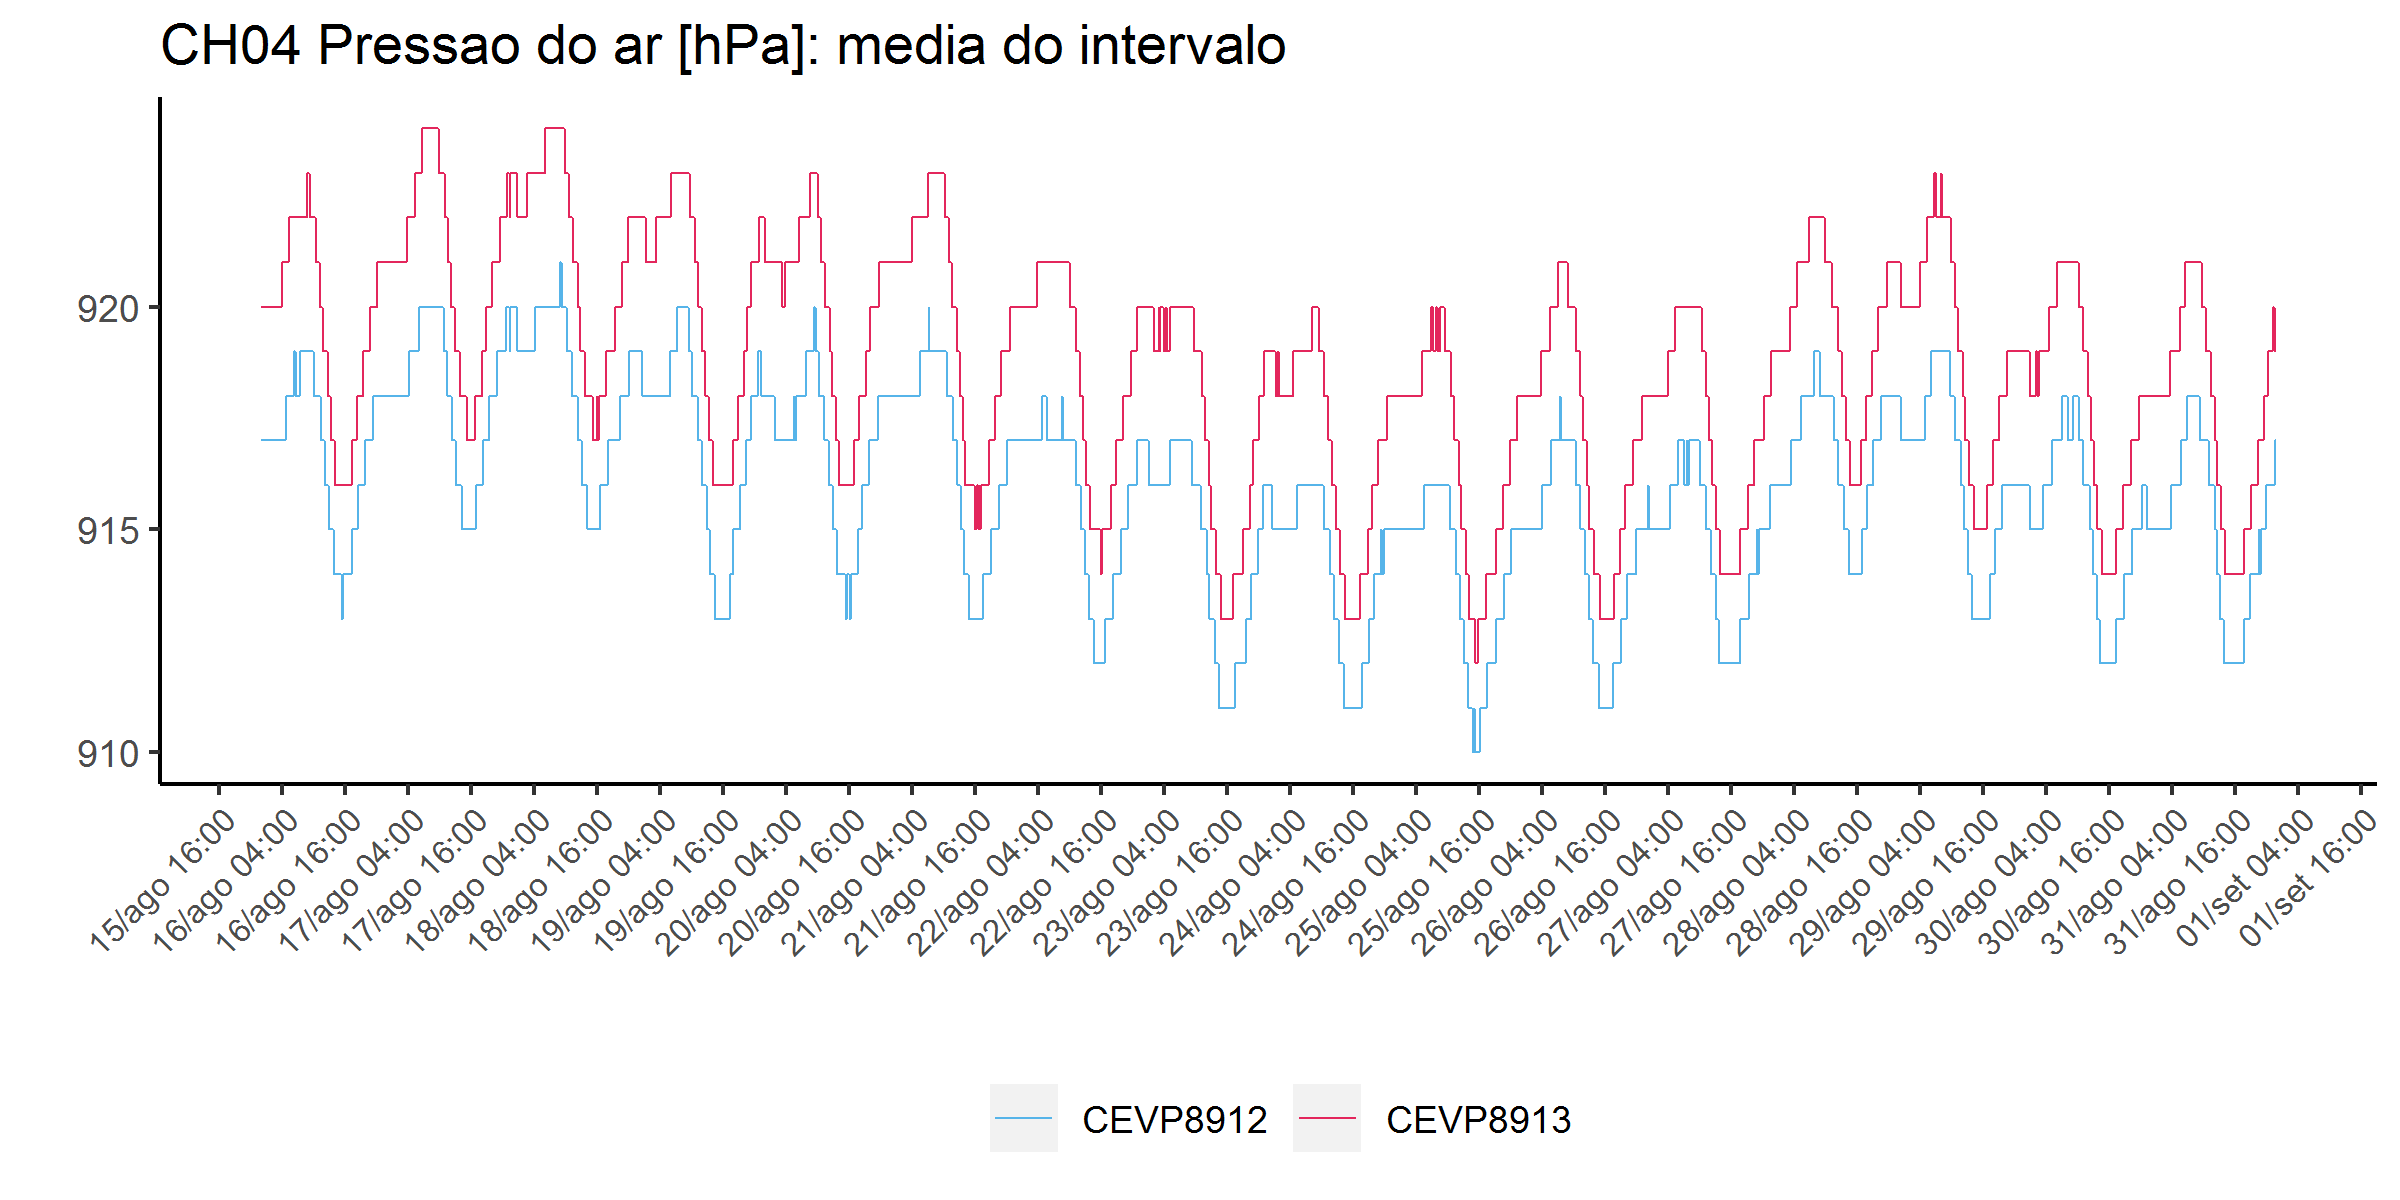 CH04 Pressao do ar [hPa]: media do intervalo
920
915
910
15/ago 16:00
16/ago 04:00
16/ago 16:00
17/ago 04:00
17/ago 16:00
18/ago 04:00
18/ago 16:00
19/ago 04:00
19/ago 16:00
20/ago 04:00
20/ago 16:00
21/ago 04:00
21/ago 16:00
22/ago 04:00
22/ago 16:00
23/ago 04:00
23/ago 16:00
24/ago 04:00
24/ago 16:00
25/ago 04:00
25/ago 16:00
26/ago 04:00
26/ago 16:00
27/ago 04:00
27/ago 16:00
28/ago 04:00
28/ago 16:00
29/ago 04:00
29/ago 16:00
30/ago 04:00
30/ago 16:00
31/ago 04:00
31/ago 16:00
01/set 04:00
01/set 16:00
CEVP8912 CEVP8913